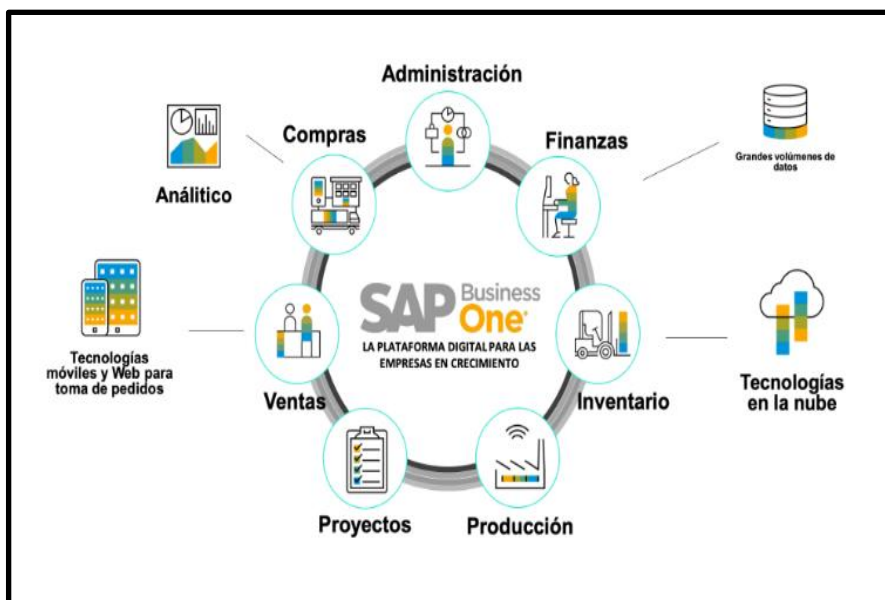 Administración
Compras
Finanzas
Análitico
Grandes volúmenes de
datos
SAP Business
One
LA PLATAFORMA DIGITAL PARA LAS
EMPRESAS EN CRECIMIENTO
Tecnologías
móviles y Web para
toma de pedidos
Ventas
Inventario
Tecnologías
en la nube
Proyectos
Producción